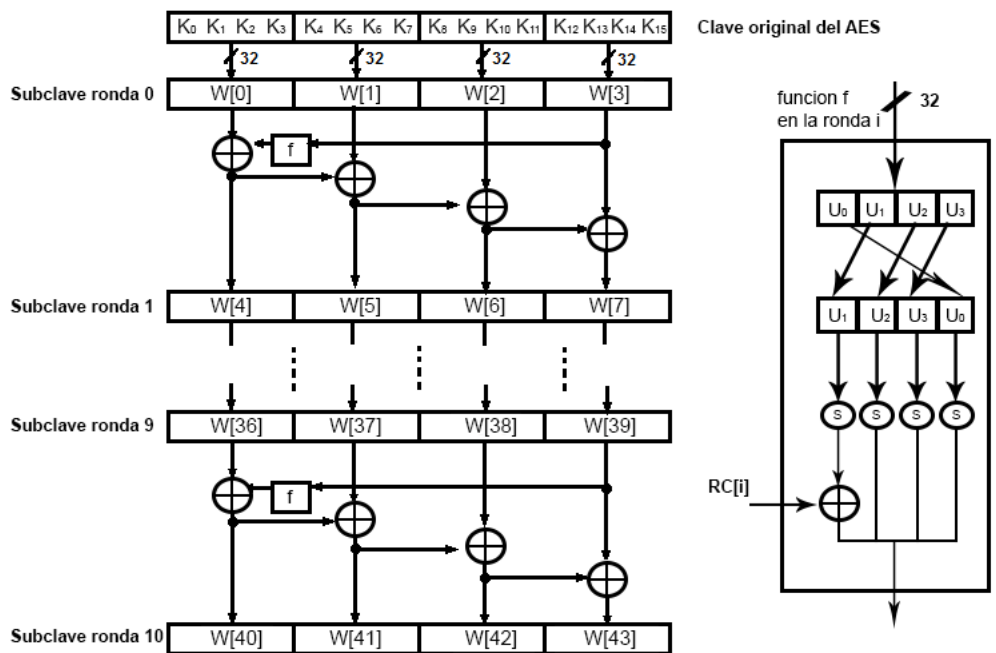 K₀ K₁ K₂ K₃ K₄ K₅ K₆ K₇ K₈ K₉ K₁₀ K₁₁ K₁₂ K₁₃ K₁₄ K₁₅
Clave original del AES
32 32 32 32
Subclave ronda 0 W[0] W[1] W[2] W[3]
f
Subclave ronda 1 W[4] W[5] W[6] W[7]
Subclave ronda 9 W[36] W[37] W[38] W[39]
f
Subclave ronda 10 W[40] W[41] W[42] W[43]
funcion f
en la ronda i
32
U₀ U₁ U₂ U₃
U₁ U₂ U₃ U₀
S S S S
RC[i]